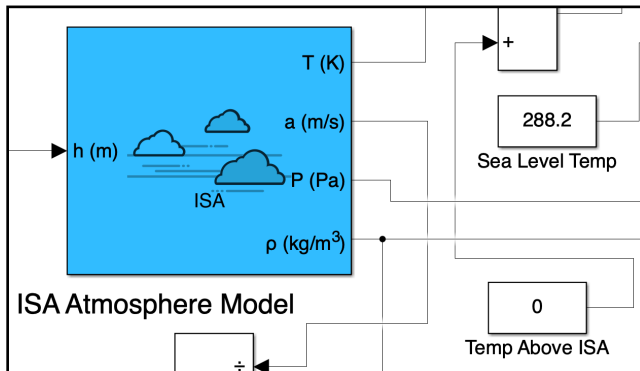 T (K)
+
a (m/s)
288.2
h (m)
Sea Level Temp
P (Pa)
ISA
ρ (kg/m³)
ISA Atmosphere Model
0
Temp Above ISA
÷